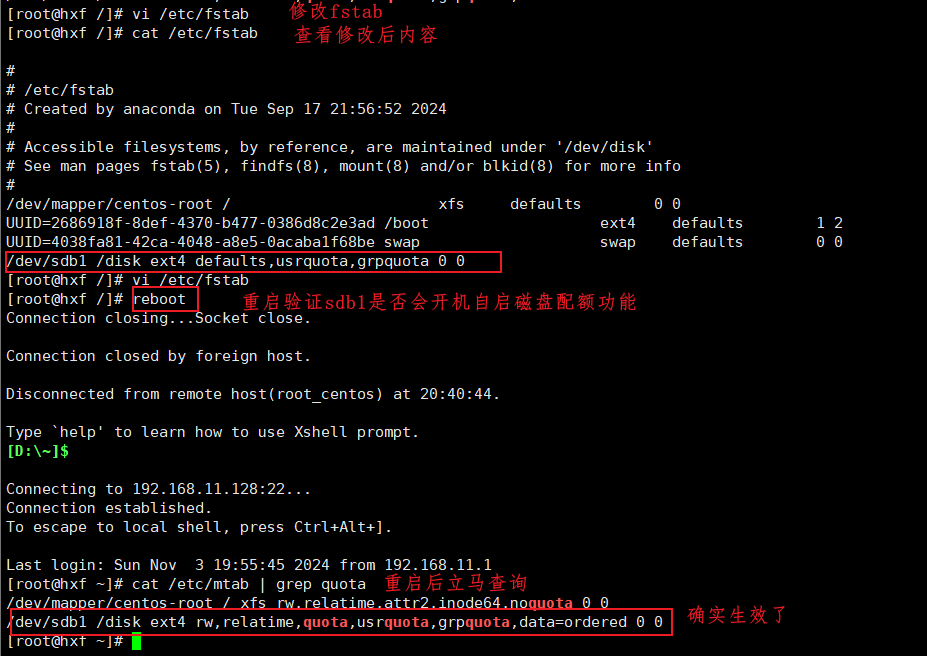 [root@hxf /]# vi /etc/fstab 修改fstab
[root@hxf /]# cat /etc/fstab 查看修改后内容
#
# /etc/fstab
# Created by anaconda on Tue Sep 17 21:56:52 2024
#
# Accessible filesystems, by reference, are maintained under '/dev/disk'
# See man pages fstab(5), findfs(8), mount(8) and/or blkid(8) for more info
#
/dev/mapper/centos-root / xfs defaults 0 0
UUID=2686918f-8def-4370-b477-0386d8c2e3ad /boot ext4 defaults 1 2
UUID=4038fa81-42ca-4048-a8e5-0acaba1f68be swap swap defaults 0 0
/dev/sdb1 /disk ext4 defaults,usrquota,grpquota 0 0
[root@hxf /]# vi /etc/fstab
[root@hxf /]# reboot 重启验证sdb1是否会开机自启磁盘配额功能
Connection closing...Socket close.
Connection closed by foreign host.
Disconnected from remote host(root_centos) at 20:40:44.
Type `help' to learn how to use Xshell prompt.
[D:\~]$
Connecting to 192.168.11.128:22...
Connection established.
To escape to local shell, press Ctrl+Alt+].
Last login: Sun Nov  3 19:55:45 2024 from 192.168.11.1
[root@hxf ~]# cat /etc/mtab | grep quota 重启后立马查询
/dev/mapper/centos-root / xfs rw,relatime,attr2,inode64,noquota 0 0
/dev/sdb1 /disk ext4 rw,relatime,quota,usrquota,grpquota,data=ordered 0 0 确实生效了
[root@hxf ~]#